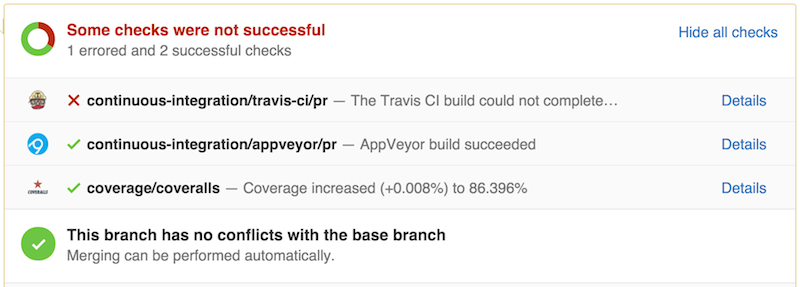 Some checks were not successful
Hide all checks
1 errored and 2 successful checks
continuous-integration/travis-ci/pr — The Travis CI build could not complete… Details
continuous-integration/appveyor/pr — AppVeyor build succeeded Details
COVERALLS coverage/coveralls — Coverage increased (+0.008%) to 86.396% Details
This branch has no conflicts with the base branch
Merging can be performed automatically.